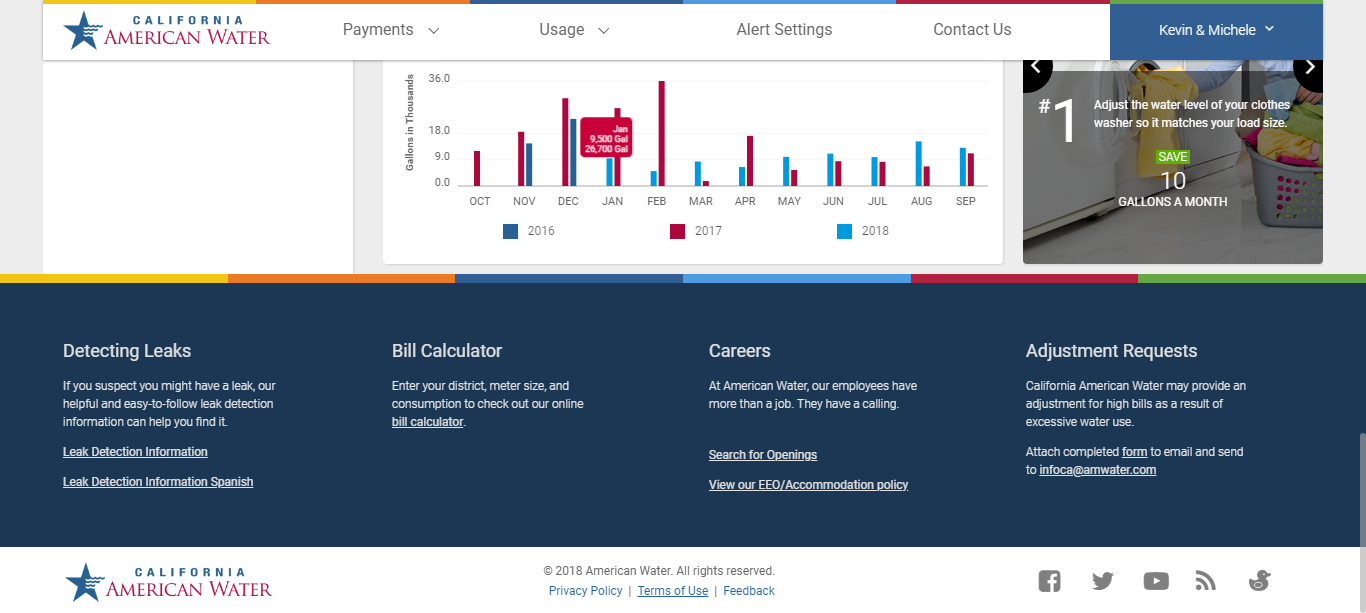 CALIFORNIA
AMERICAN WATER
Payments
Usage
Alert Settings
Contact Us
Kevin & Michele
Gallons in Thousands
36.0
18.0
9.0
0.0
Jan
9,500 Gal
26,700 Gal
OCT NOV DEC JAN FEB MAR APR MAY JUN JUL AUG SEP
2016 2017 2018
#1
Adjust the water level of your clothes
washer so it matches your load size.
SAVE
10
GALLONS A MONTH
Detecting Leaks
If you suspect you might have a leak, our
helpful and easy-to-follow leak detection
information can help you find it.
Leak Detection Information
Leak Detection Information Spanish
Bill Calculator
Enter your district, meter size, and
consumption to check out our online
bill calculator.
Careers
At American Water, our employees have
more than a job. They have a calling.
Search for Openings
View our EEO/Accommodation policy
Adjustment Requests
California American Water may provide an
adjustment for high bills as a result of
excessive water use.
Attach completed form to email and send
to infoca@amwater.com
CALIFORNIA
AMERICAN WATER
© 2018 American Water. All rights reserved.
Privacy Policy | Terms of Use | Feedback